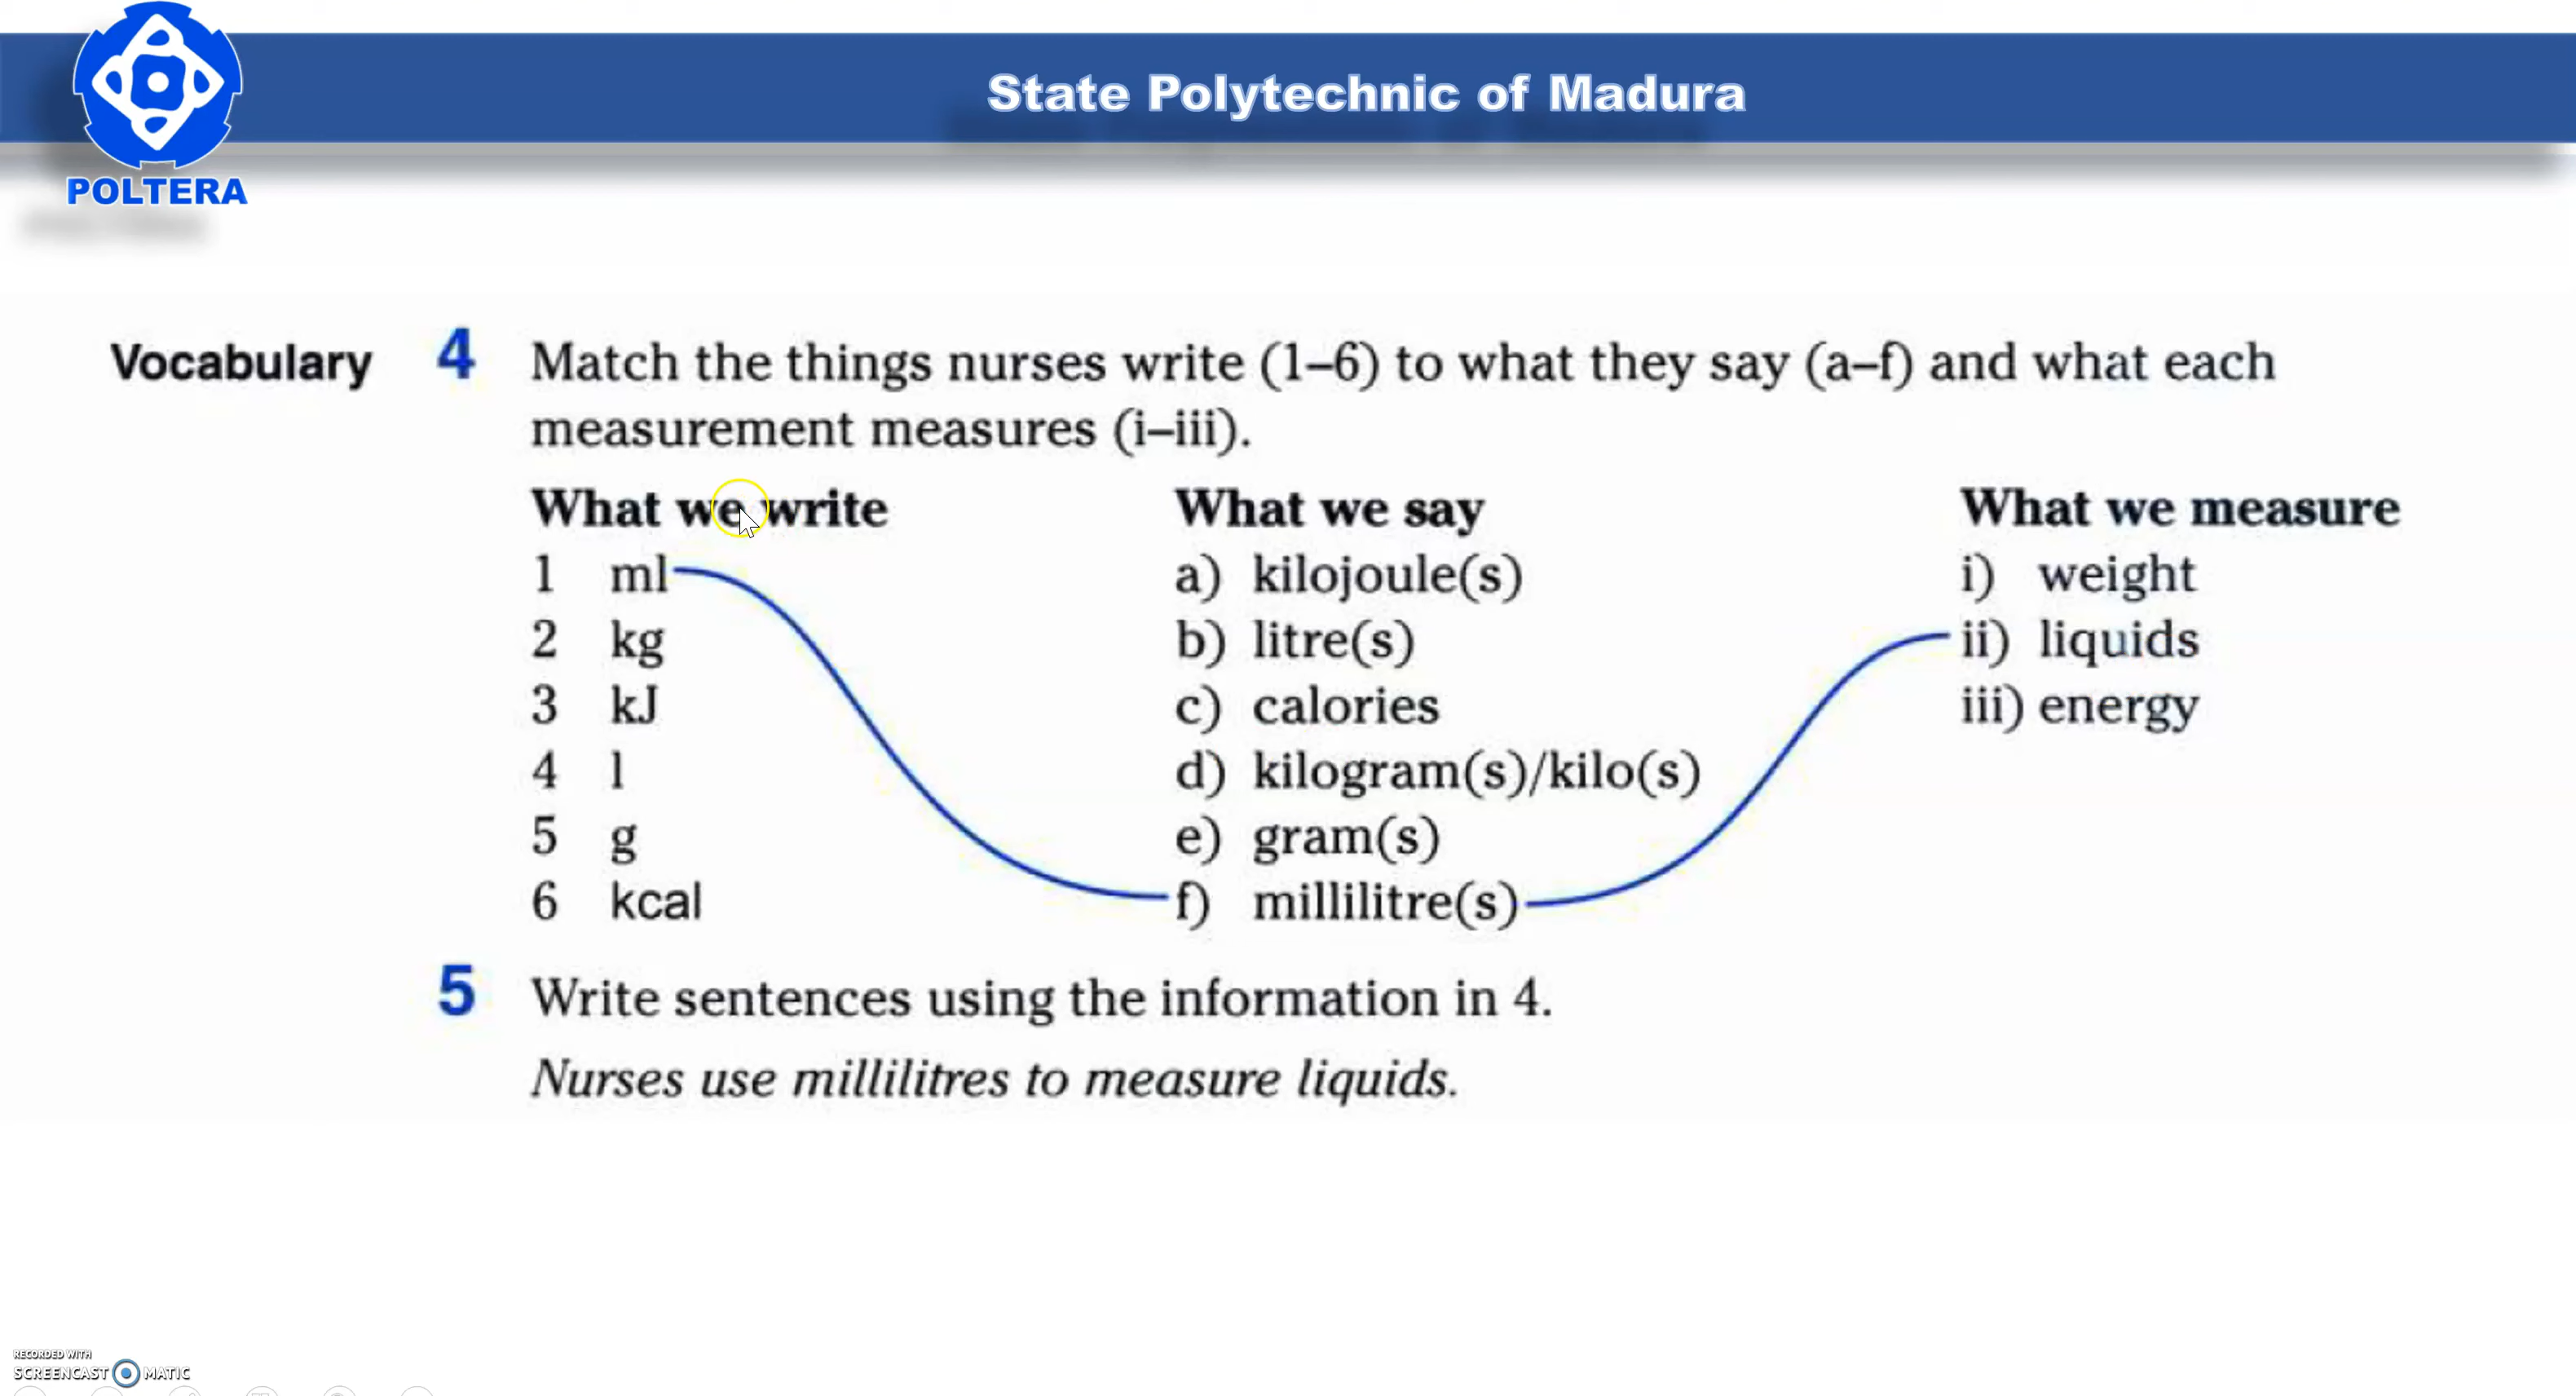 State Polytechnic of Madura
POLTERA
Vocabulary 4 Match the things nurses write (1–6) to what they say (a–f) and what each
measurement measures (i–iii).
What we write What we say What we measure
1 ml a) kilojoule(s) i) weight
2 kg b) litre(s) ii) liquids
3 kJ c) calories iii) energy
4 l d) kilogram(s)/kilo(s)
5 g e) gram(s)
6 kcal f) millilitre(s)
5 Write sentences using the information in 4.
Nurses use millilitres to measure liquids.
RECORDED WITH
SCREENCAST MATIC